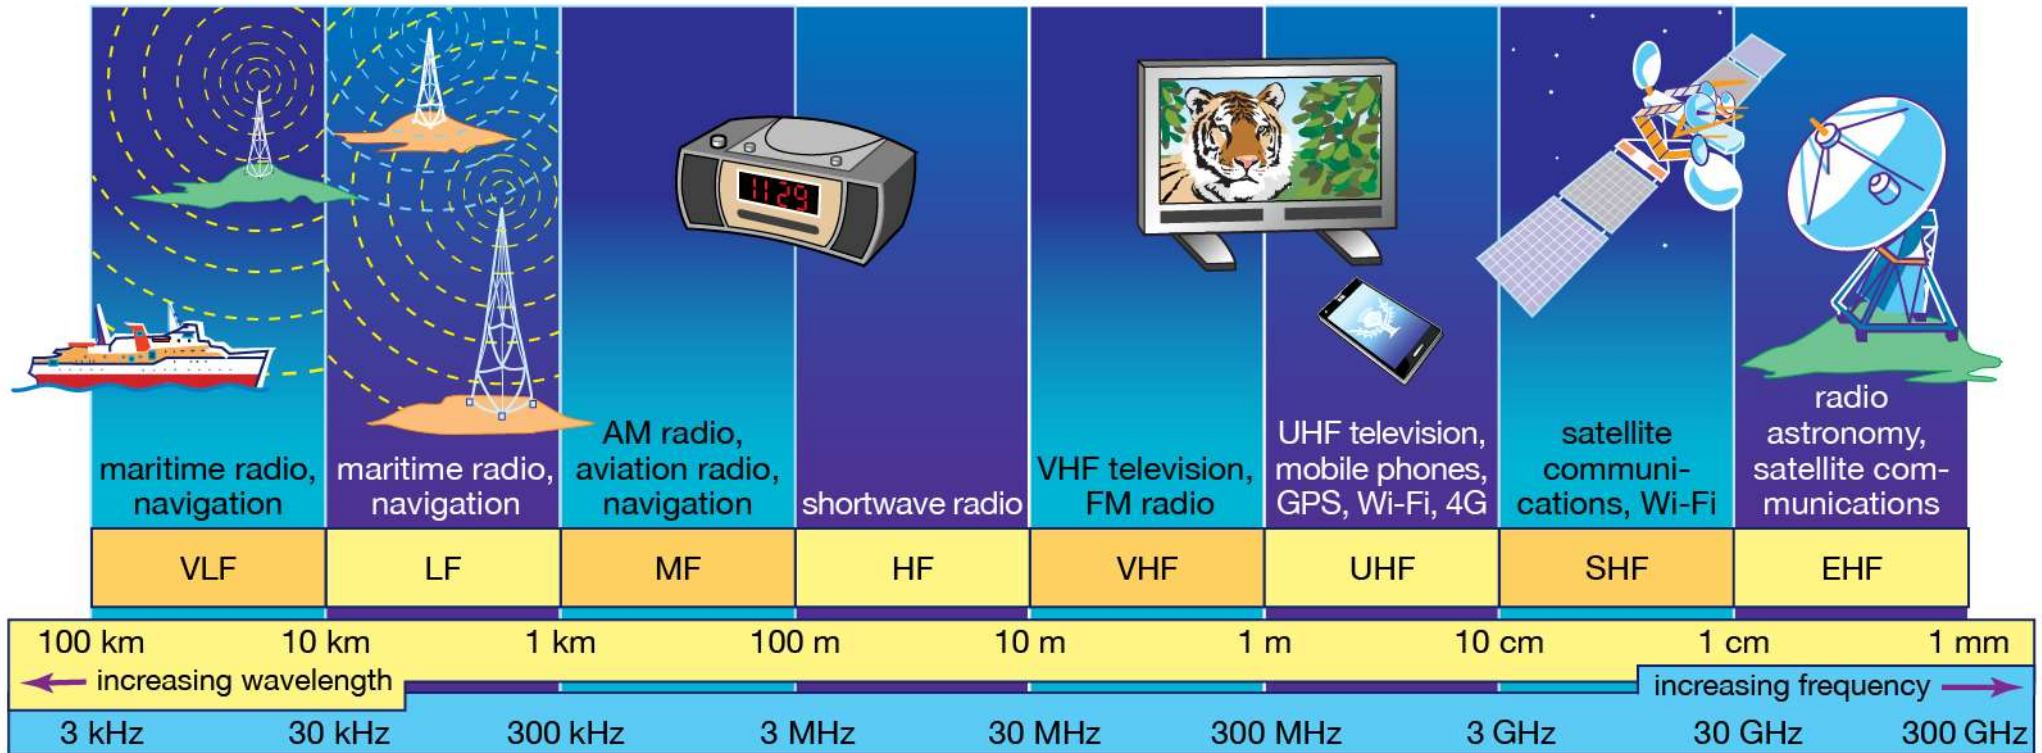 11 29
maritime radio,
navigation
maritime radio,
navigation
AM radio,
aviation radio,
navigation
shortwave radio
VHF television,
FM radio
UHF television,
mobile phones,
GPS, Wi-Fi, 4G
satellite
communi-
cations, Wi-Fi
radio
astronomy,
satellite com-
munications
VLF LF MF HF VHF UHF SHF EHF
100 km 10 km 1 km 100 m 10 m 1 m 10 cm 1 cm 1 mm
increasing wavelength
increasing frequency
3 kHz 30 kHz 300 kHz 3 MHz 30 MHz 300 MHz 3 GHz 30 GHz 300 GHz